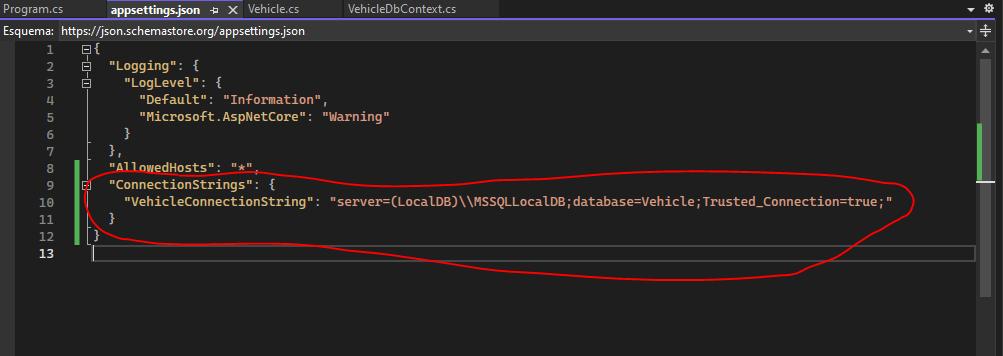 Program.cs appsettings.json Vehicle.cs VehicleDbContext.cs
Esquema: https://json.schemastore.org/appsettings.json
1 {
2 "Logging": {
3 "LogLevel": {
4 "Default": "Information",
5 "Microsoft.AspNetCore": "Warning"
6 }
7 },
8 "AllowedHosts": "*",
9 "ConnectionStrings": {
10 "VehicleConnectionString": "server=(LocalDB)\\MSSQLLocalDB;database=Vehicle;Trusted_Connection=true;"
11 }
12 }
13